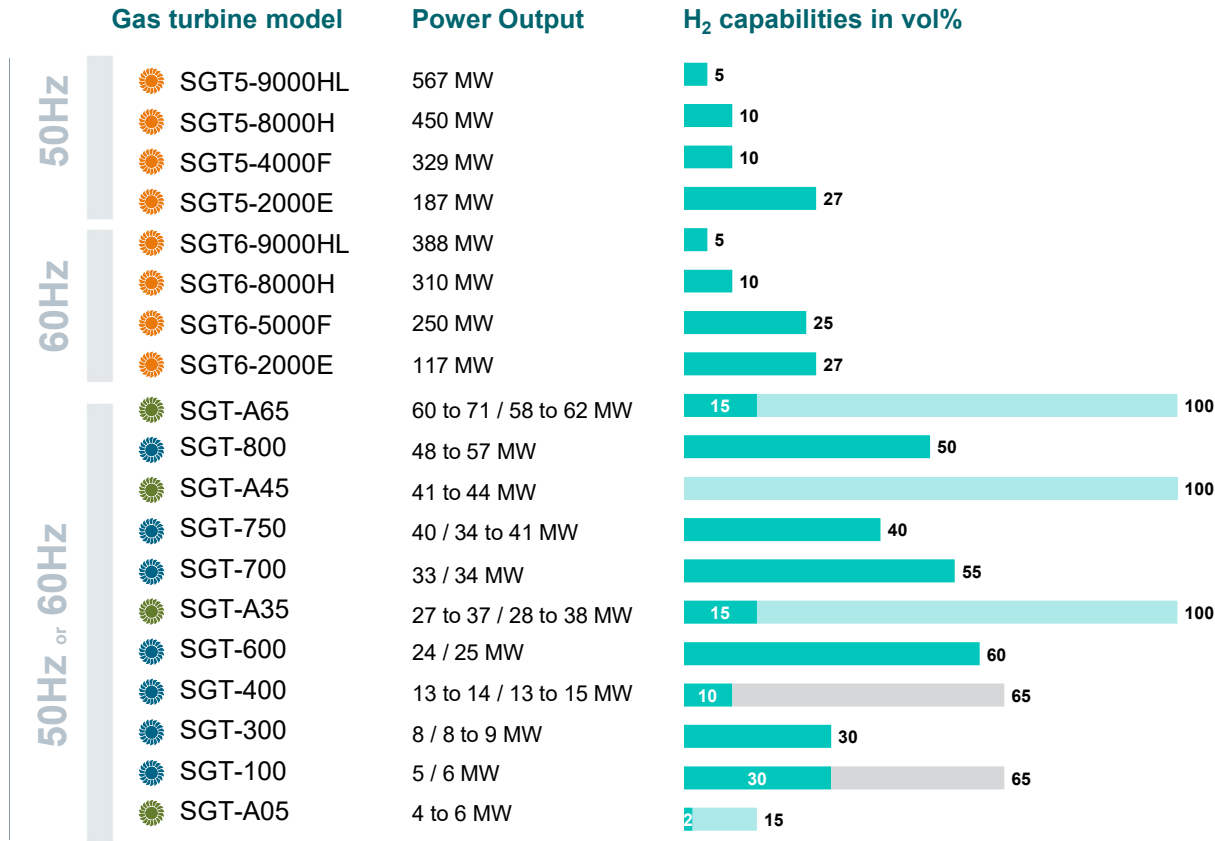 Gas turbine model Power Output H₂ capabilities in vol%
50Hz
SGT5-9000HL 567 MW 5
SGT5-8000H 450 MW 10
SGT5-4000F 329 MW 10
SGT5-2000E 187 MW 27
60Hz
SGT6-9000HL 388 MW 5
SGT6-8000H 310 MW 10
SGT6-5000F 250 MW 25
SGT6-2000E 117 MW 27
50Hz or 60Hz
SGT-A65 60 to 71 / 58 to 62 MW 15 100
SGT-800 48 to 57 MW 50
SGT-A45 41 to 44 MW 100
SGT-750 40 / 34 to 41 MW 40
SGT-700 33 / 34 MW 55
SGT-A35 27 to 37 / 28 to 38 MW 15 100
SGT-600 24 / 25 MW 60
SGT-400 13 to 14 / 13 to 15 MW 10 65
SGT-300 8 / 8 to 9 MW 30
SGT-100 5 / 6 MW 30 65
SGT-A05 4 to 6 MW 2 15